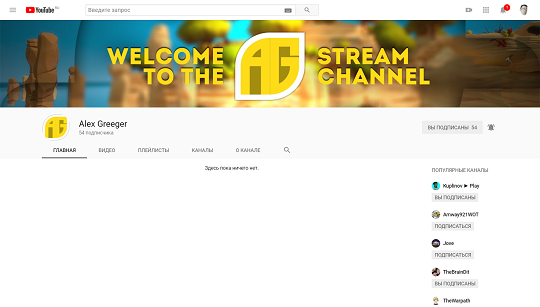 YouTube RU
Введите запрос
1
WELCOME TO THE
AG
STREAM CHANNEL
Alex Greeger
54 подписчика
ВЫ ПОДПИСАНЫ 54
ГЛАВНАЯ ВИДЕО ПЛЕЙЛИСТЫ КАНАЛЫ О КАНАЛЕ
Здесь пока ничего нет.
ПОПУЛЯРНЫЕ КАНАЛЫ
Kuplinov ► Play
ВЫ ПОДПИСАНЫ
Amway921WOT
ПОДПИСАТЬСЯ
Jove
ПОДПИСАТЬСЯ
TheBrainDit
ВЫ ПОДПИСАНЫ
TheWarpath